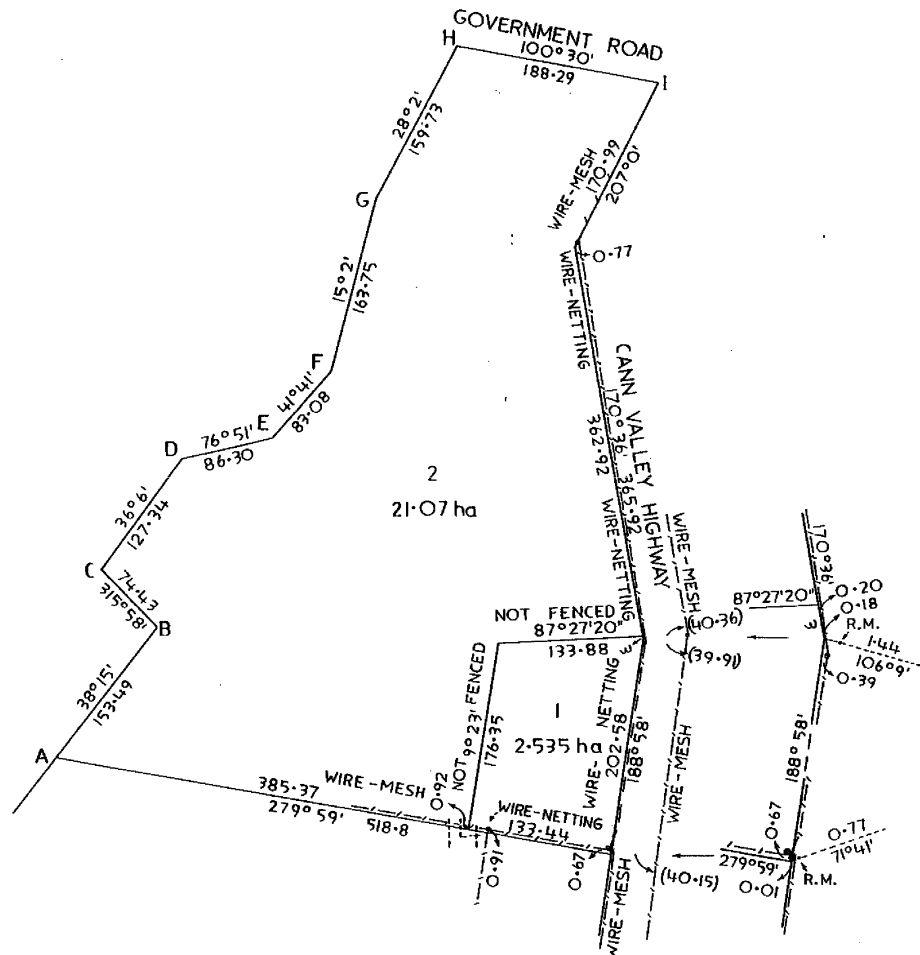 GOVERNMENT ROAD
H
100°30'
188·29
I
28°2'
159·73
WIRE-MESH
170·99
207°0'
G
0·77
WIRE-NETTING
15°2'
163·75
CANN VALLEY HIGHWAY
F
41°41'
83·08
E
76°51'
86·30
D
170°36'
362·92
365·92
2
21·07 ha
36°6'
127·34
WIRE-NETTING
WIRE-MESH
170°36'
C
74·43
315°58'
B
NOT FENCED
87°27'20"
133·88
3
(40·36)
(39·91)
87°27'20"
0·20
0·18
3
R.M.
1·44
106°9'
0·39
38°15'
153·49
NOT FENCED
9°23'
176·35
1
2·535 ha
WIRE-NETTING
202·58
188°58'
WIRE-MESH
188°58'
A
385·37
279°59'
WIRE-MESH
518·8
0·92
WIRE-NETTING
133·44
0·91
0·67
WIRE-MESH
(40·15)
279°59'
0·67
0·01
0·77
71°41'
R.M.